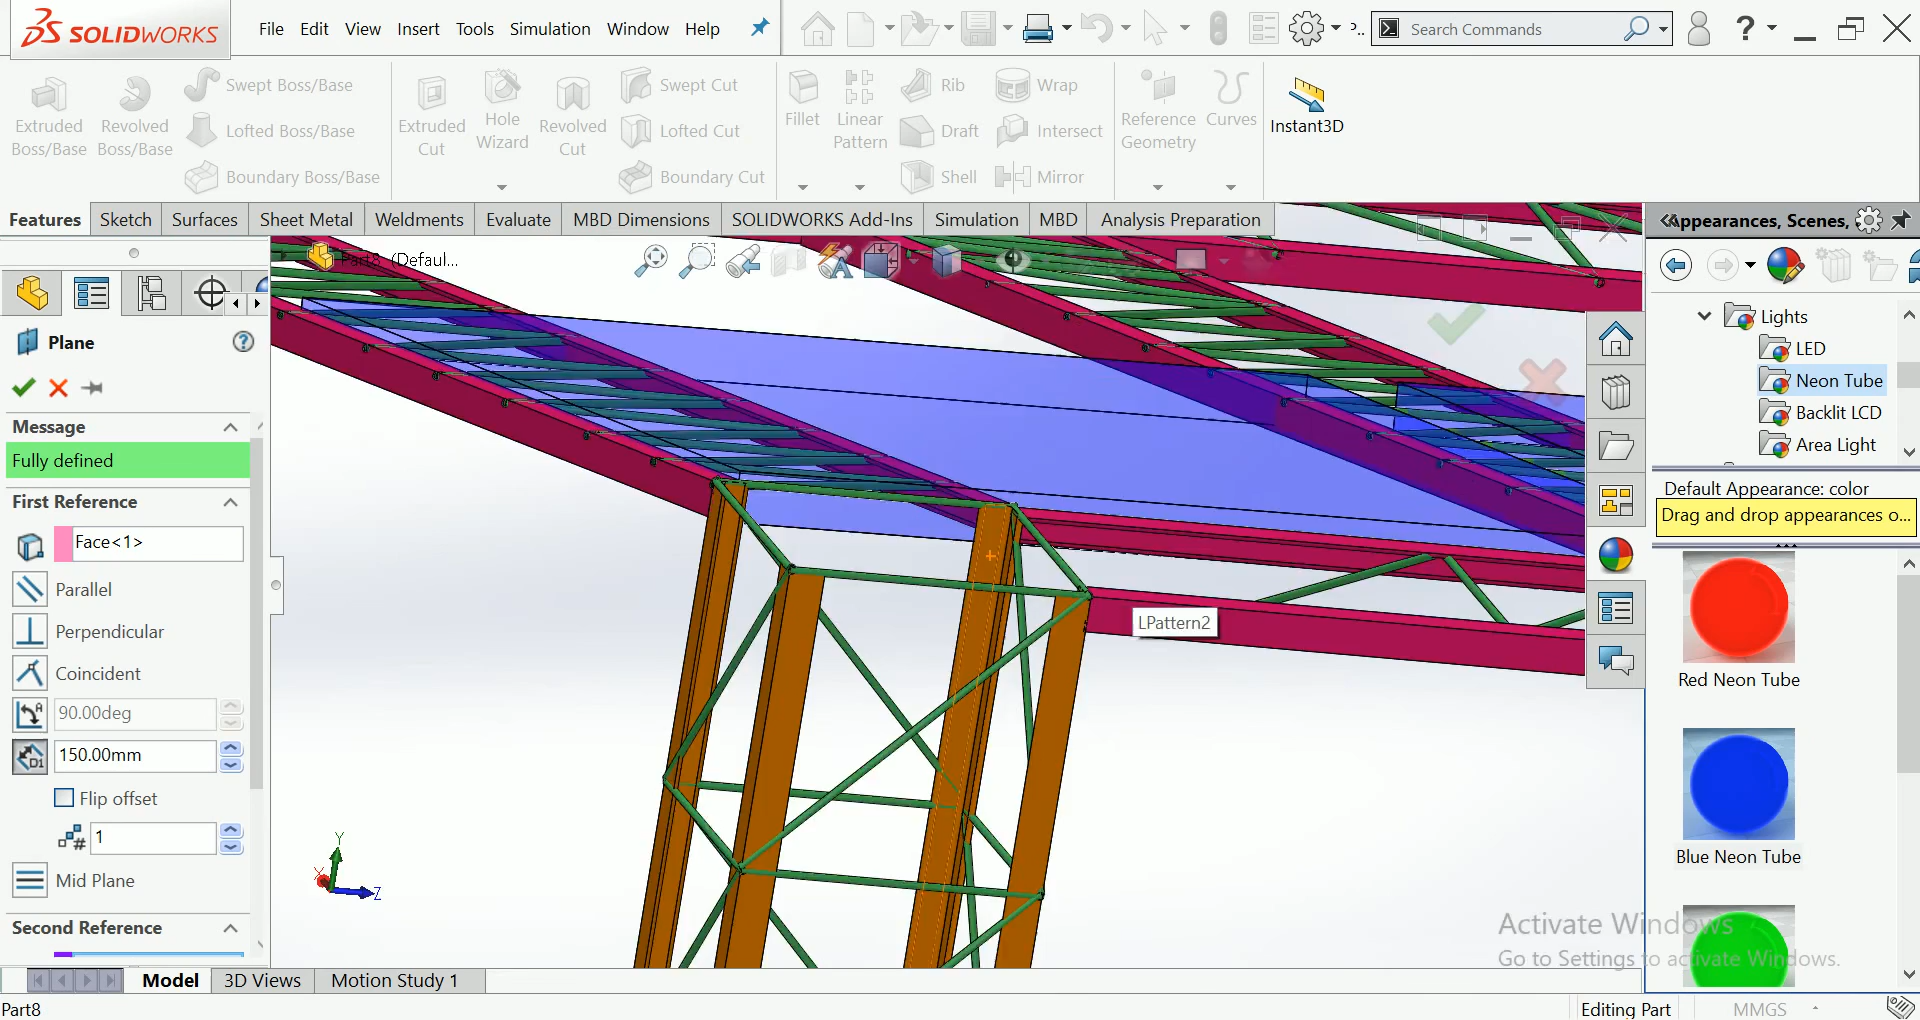 SOLIDWORKS
File Edit View Insert Tools Simulation Window Help
P..
Search Commands
?
Extruded Boss/Base
Revolved Boss/Base
Swept Boss/Base
Lofted Boss/Base
Boundary Boss/Base
Extruded Cut
Hole Wizard
Revolved Cut
Swept Cut
Lofted Cut
Boundary Cut
Fillet
Linear Pattern
Rib
Draft
Shell
Wrap
Intersect
Mirror
Reference Geometry
Curves
Instant3D
Features Sketch Surfaces Sheet Metal Weldments Evaluate MBD Dimensions SOLIDWORKS Add-Ins Simulation MBD Analysis Preparation
Appearances, Scenes,
Part8 (Defaul...
Plane
?
Message
Fully defined
First Reference
Face<1>
Parallel
Perpendicular
Coincident
90.00deg
D1
150.00mm
Flip offset
#
1
Mid Plane
Second Reference
LPattern2
Y
X
Z
Lights
LED
Neon Tube
Backlit LCD
Area Light
Default Appearance: color
Drag and drop appearances o...
Red Neon Tube
Blue Neon Tube
Activate Windows
Go to Settings to activate Windows.
Model 3D Views Motion Study 1
Part8
Editing Part
MMGS